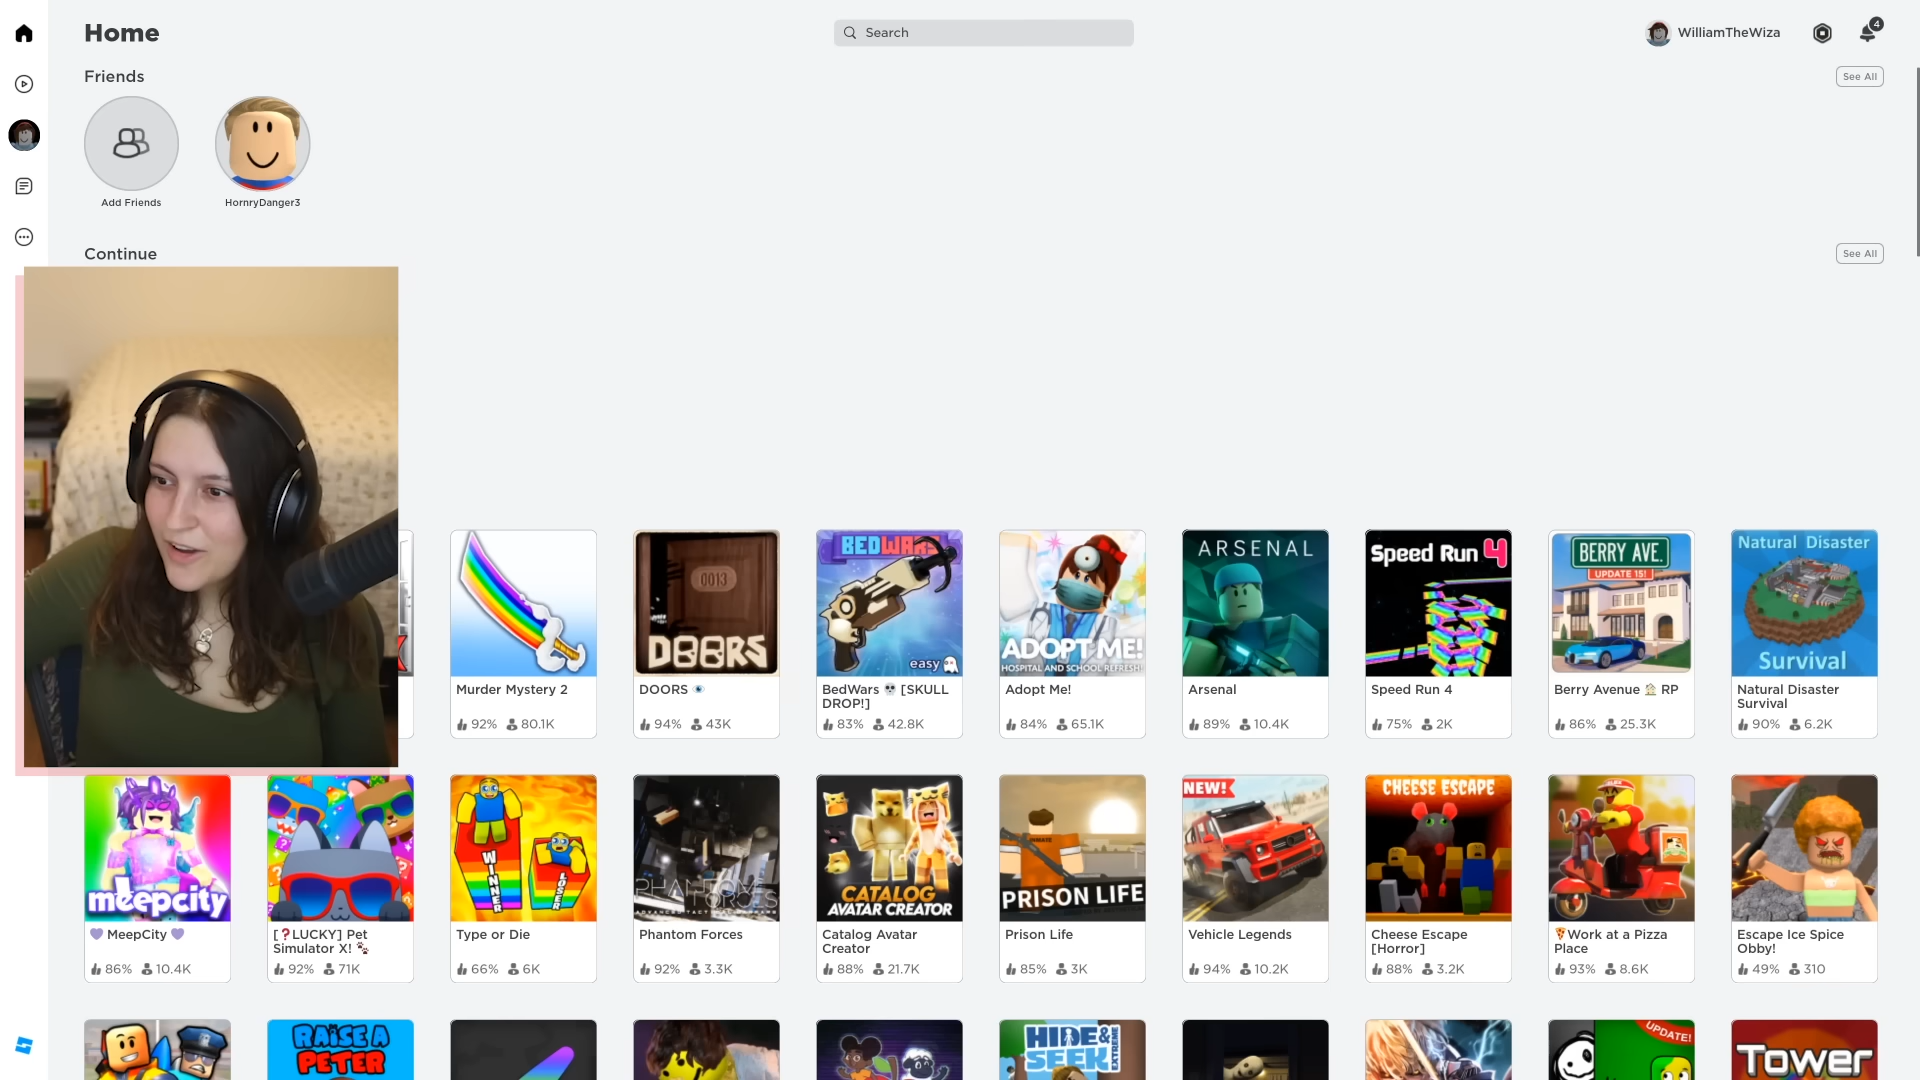 Home
Search
WilliamTheWiza
4
Friends
See All
Add Friends
HornryDanger3
Continue
See All
0013
DOORS
BEDWARS
easy
ADOPT ME!
HOSPITAL AND SCHOOL REFRESH!
ARSENAL
Speed Run 4
BERRY AVE.
UPDATE 15!
Natural Disaster
Survival
Murder Mystery 2
92% 80.1K
DOORS 👁️
94% 43K
BedWars 💀 [SKULL
DROP!]
83% 42.8K
Adopt Me!
84% 65.1K
Arsenal
89% 10.4K
Speed Run 4
75% 2K
Berry Avenue 🏠 RP
86% 25.3K
Natural Disaster
Survival
90% 6.2K
meepcity
WINNER
LOSER
PHANTOM FORCES
CATALOG
AVATAR CREATOR
PRISON LIFE
NEW!
CHEESE ESCAPE
💜 MeepCity 💜
86% 10.4K
[❓LUCKY] Pet
Simulator X! 🐾
92% 71K
Type or Die
66% 6K
Phantom Forces
92% 3.3K
Catalog Avatar
Creator
88% 21.7K
Prison Life
85% 3K
Vehicle Legends
94% 10.2K
Cheese Escape
[Horror]
88% 3.2K
🍕Work at a Pizza
Place
93% 8.6K
Escape Ice Spice
Obby!
49% 310
RAISE A
PETER
HIDE &
SEEK
EXTREME
UPDATE!
Tower